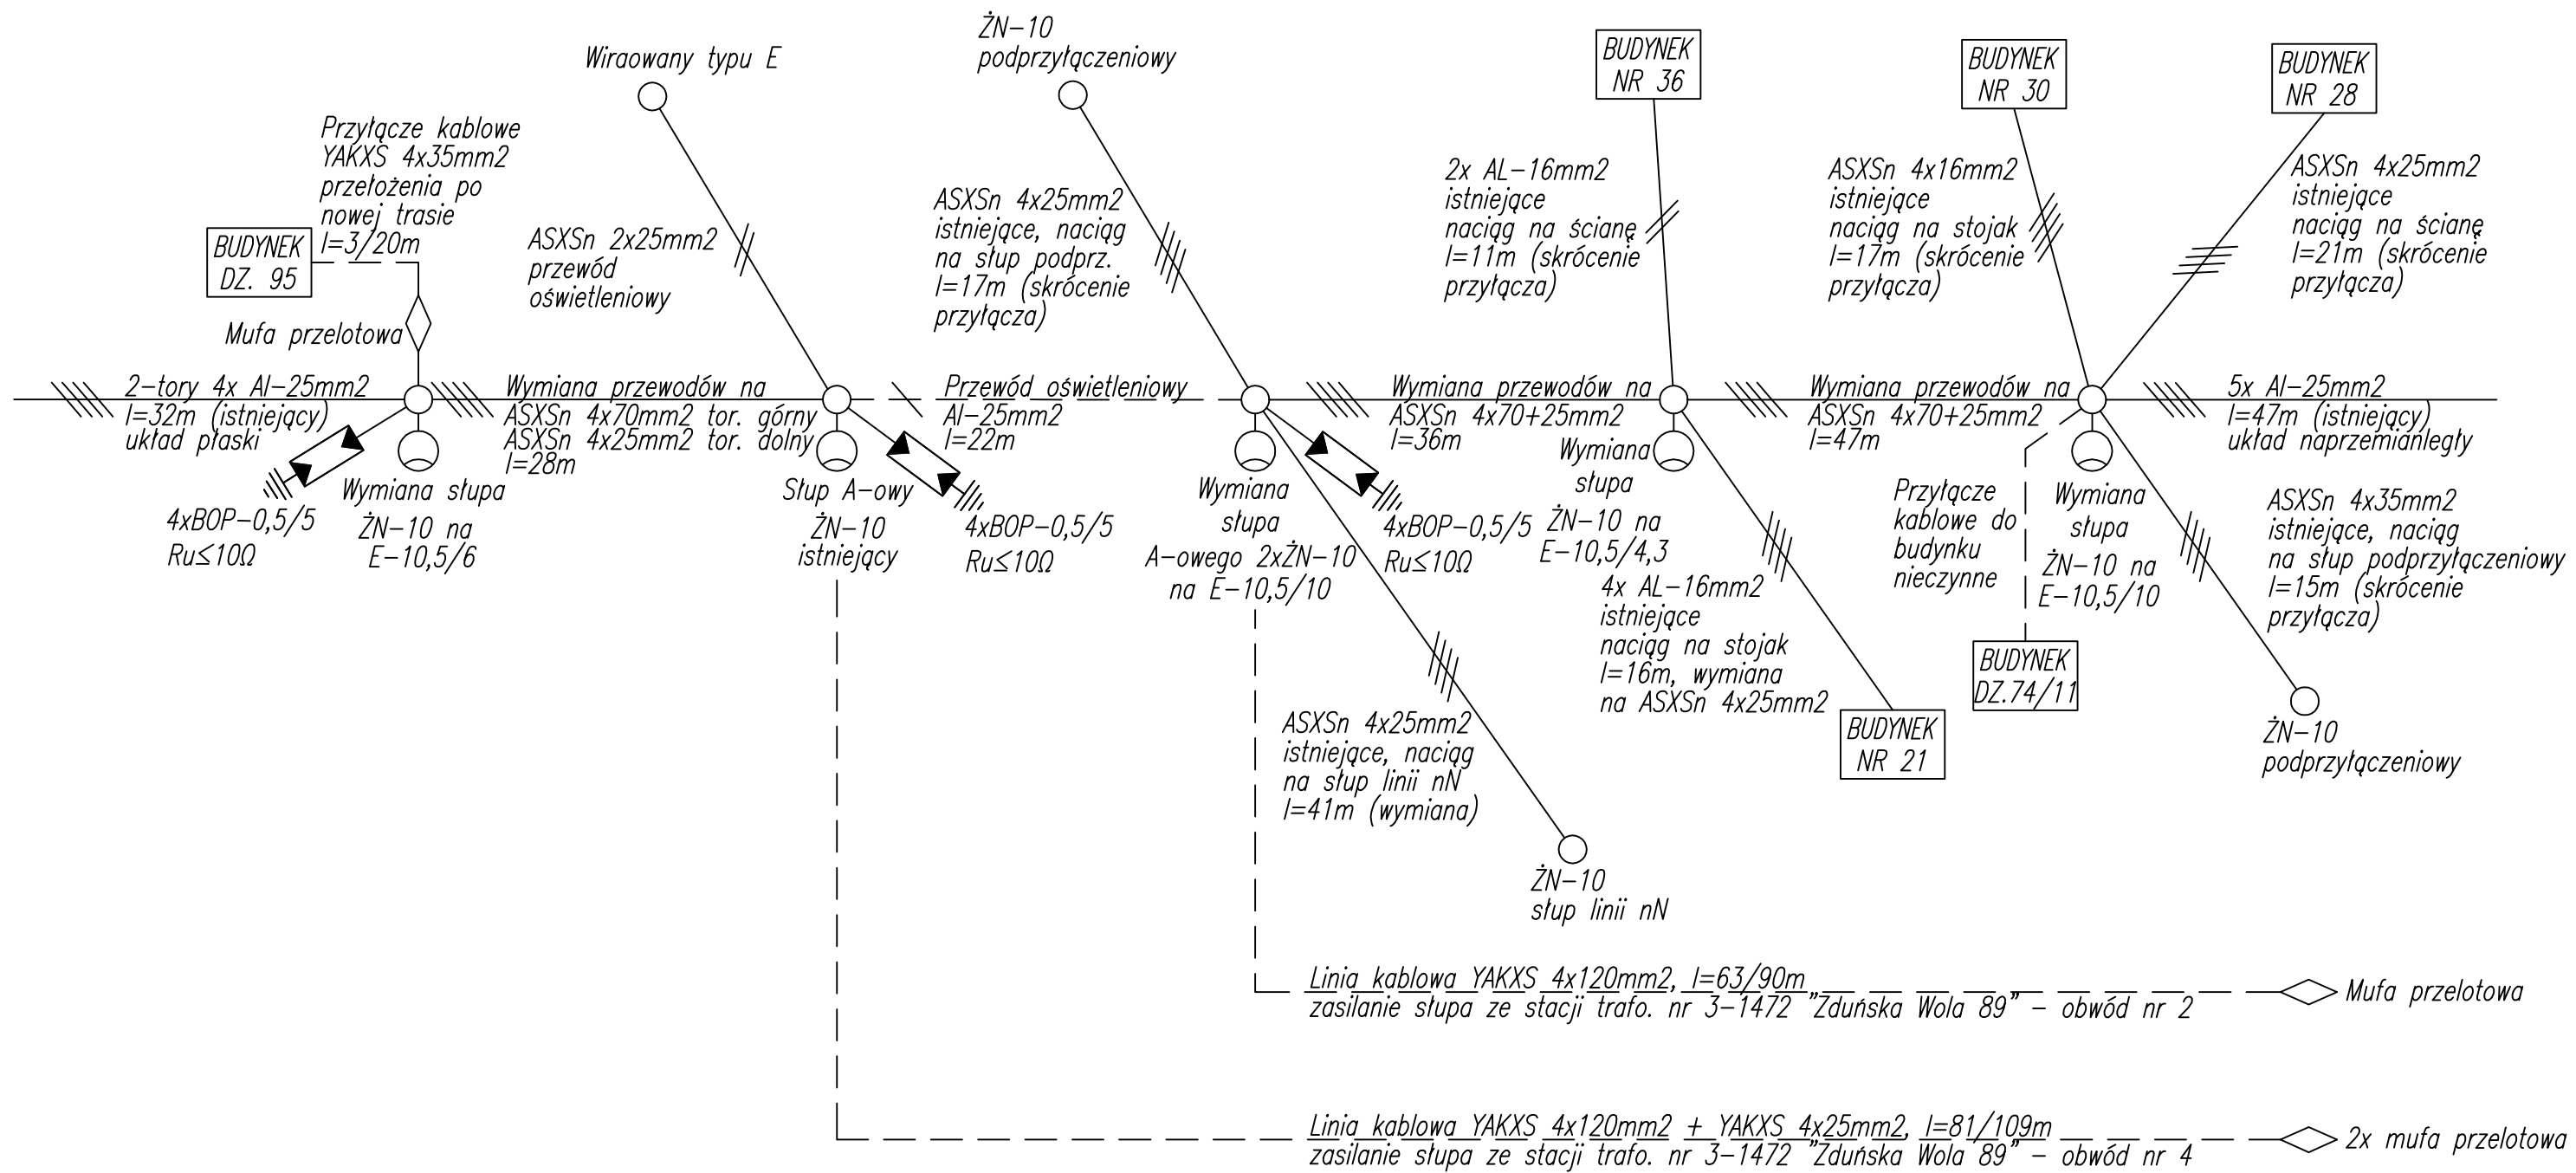 Wiraowany typu E
ŻN-10
podprzyłączeniowy
BUDYNEK
NR 36
BUDYNEK
NR 30
BUDYNEK
NR 28
Przyłącze kablowe
YAKXS 4x35mm2
przełożenia po
nowej trasie
l=3/20m
BUDYNEK
DZ. 95
Mufa przelotowa
ASXSn 2x25mm2
przewód
oświetleniowy
ASXSn 4x25mm2
istniejące, naciąg
na słup podprz.
l=17m (skrócenie
przyłącza)
2x AL-16mm2
istniejące
naciąg na ścianę
l=11m (skrócenie
przyłącza)
ASXSn 4x16mm2
istniejące
naciąg na stojak
l=17m (skrócenie
przyłącza)
ASXSn 4x25mm2
istniejące
naciąg na ścianę
l=21m (skrócenie
przyłącza)
2-tory 4x Al-25mm2
l=32m (istniejący)
układ płaski
Wymiana przewodów na
ASXSn 4x70mm2 tor. górny
ASXSn 4x25mm2 tor. dolny
l=28m
Przewód oświetleniowy
Al-25mm2
l=22m
Wymiana przewodów na
ASXSn 4x70+25mm2
l=36m
Wymiana przewodów na
ASXSn 4x70+25mm2
l=47m
5x Al-25mm2
l=47m (istniejący)
układ naprzemianległy
4xBOP-0,5/5
Ru≤10Ω
Wymiana słupa
ŻN-10 na
E-10,5/6
Słup A-owy
ŻN-10
istniejący
4xBOP-0,5/5
Ru≤10Ω
Wymiana
słupa
A-owego 2xŻN-10
na E-10,5/10
4xBOP-0,5/5
Ru≤10Ω
Wymiana
słupa
ŻN-10 na
E-10,5/4,3
4x AL-16mm2
istniejące
naciąg na stojak
l=16m, wymiana
na ASXSn 4x25mm2
Przyłącze
kablowe do
budynku
nieczynne
Wymiana
słupa
ŻN-10 na
E-10,5/10
ASXSn 4x35mm2
istniejące, naciąg
na słup podprzyłączeniowy
l=15m (skrócenie
przyłącza)
BUDYNEK
DZ.74/11
BUDYNEK
NR 21
ŻN-10
podprzyłączeniowy
ASXSn 4x25mm2
istniejące, naciąg
na słup linii nN
l=41m (wymiana)
ŻN-10
słup linii nN
Linia kablowa YAKXS 4x120mm2, l=63/90m
zasilanie słupa ze stacji trafo. nr 3-1472 "Zduńska Wola 89" - obwód nr 2
Mufa przelotowa
Linia kablowa YAKXS 4x120mm2 + YAKXS 4x25mm2, l=81/109m
zasilanie słupa ze stacji trafo. nr 3-1472 "Zduńska Wola 89" - obwód nr 4
2x mufa przelotowa